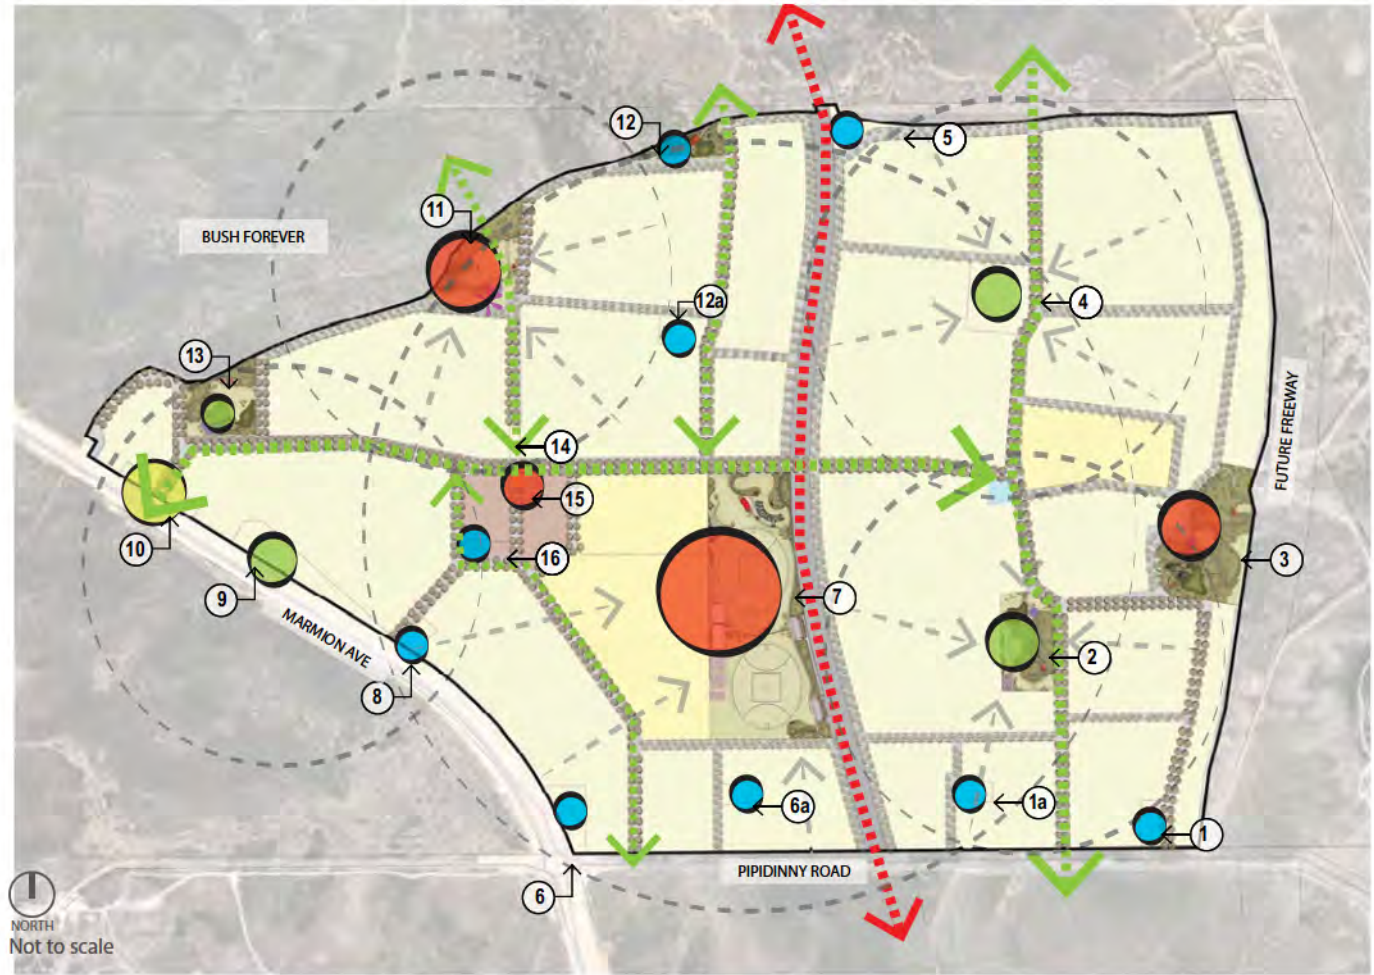 12
5
11
BUSH FOREVER
12a
4
13
FUTURE FREEWAY
14
15
10
16
3
9
7
MARMION AVE
2
8
6a
1a
1
PIPIDINNY ROAD
6
NORTH
Not to scale